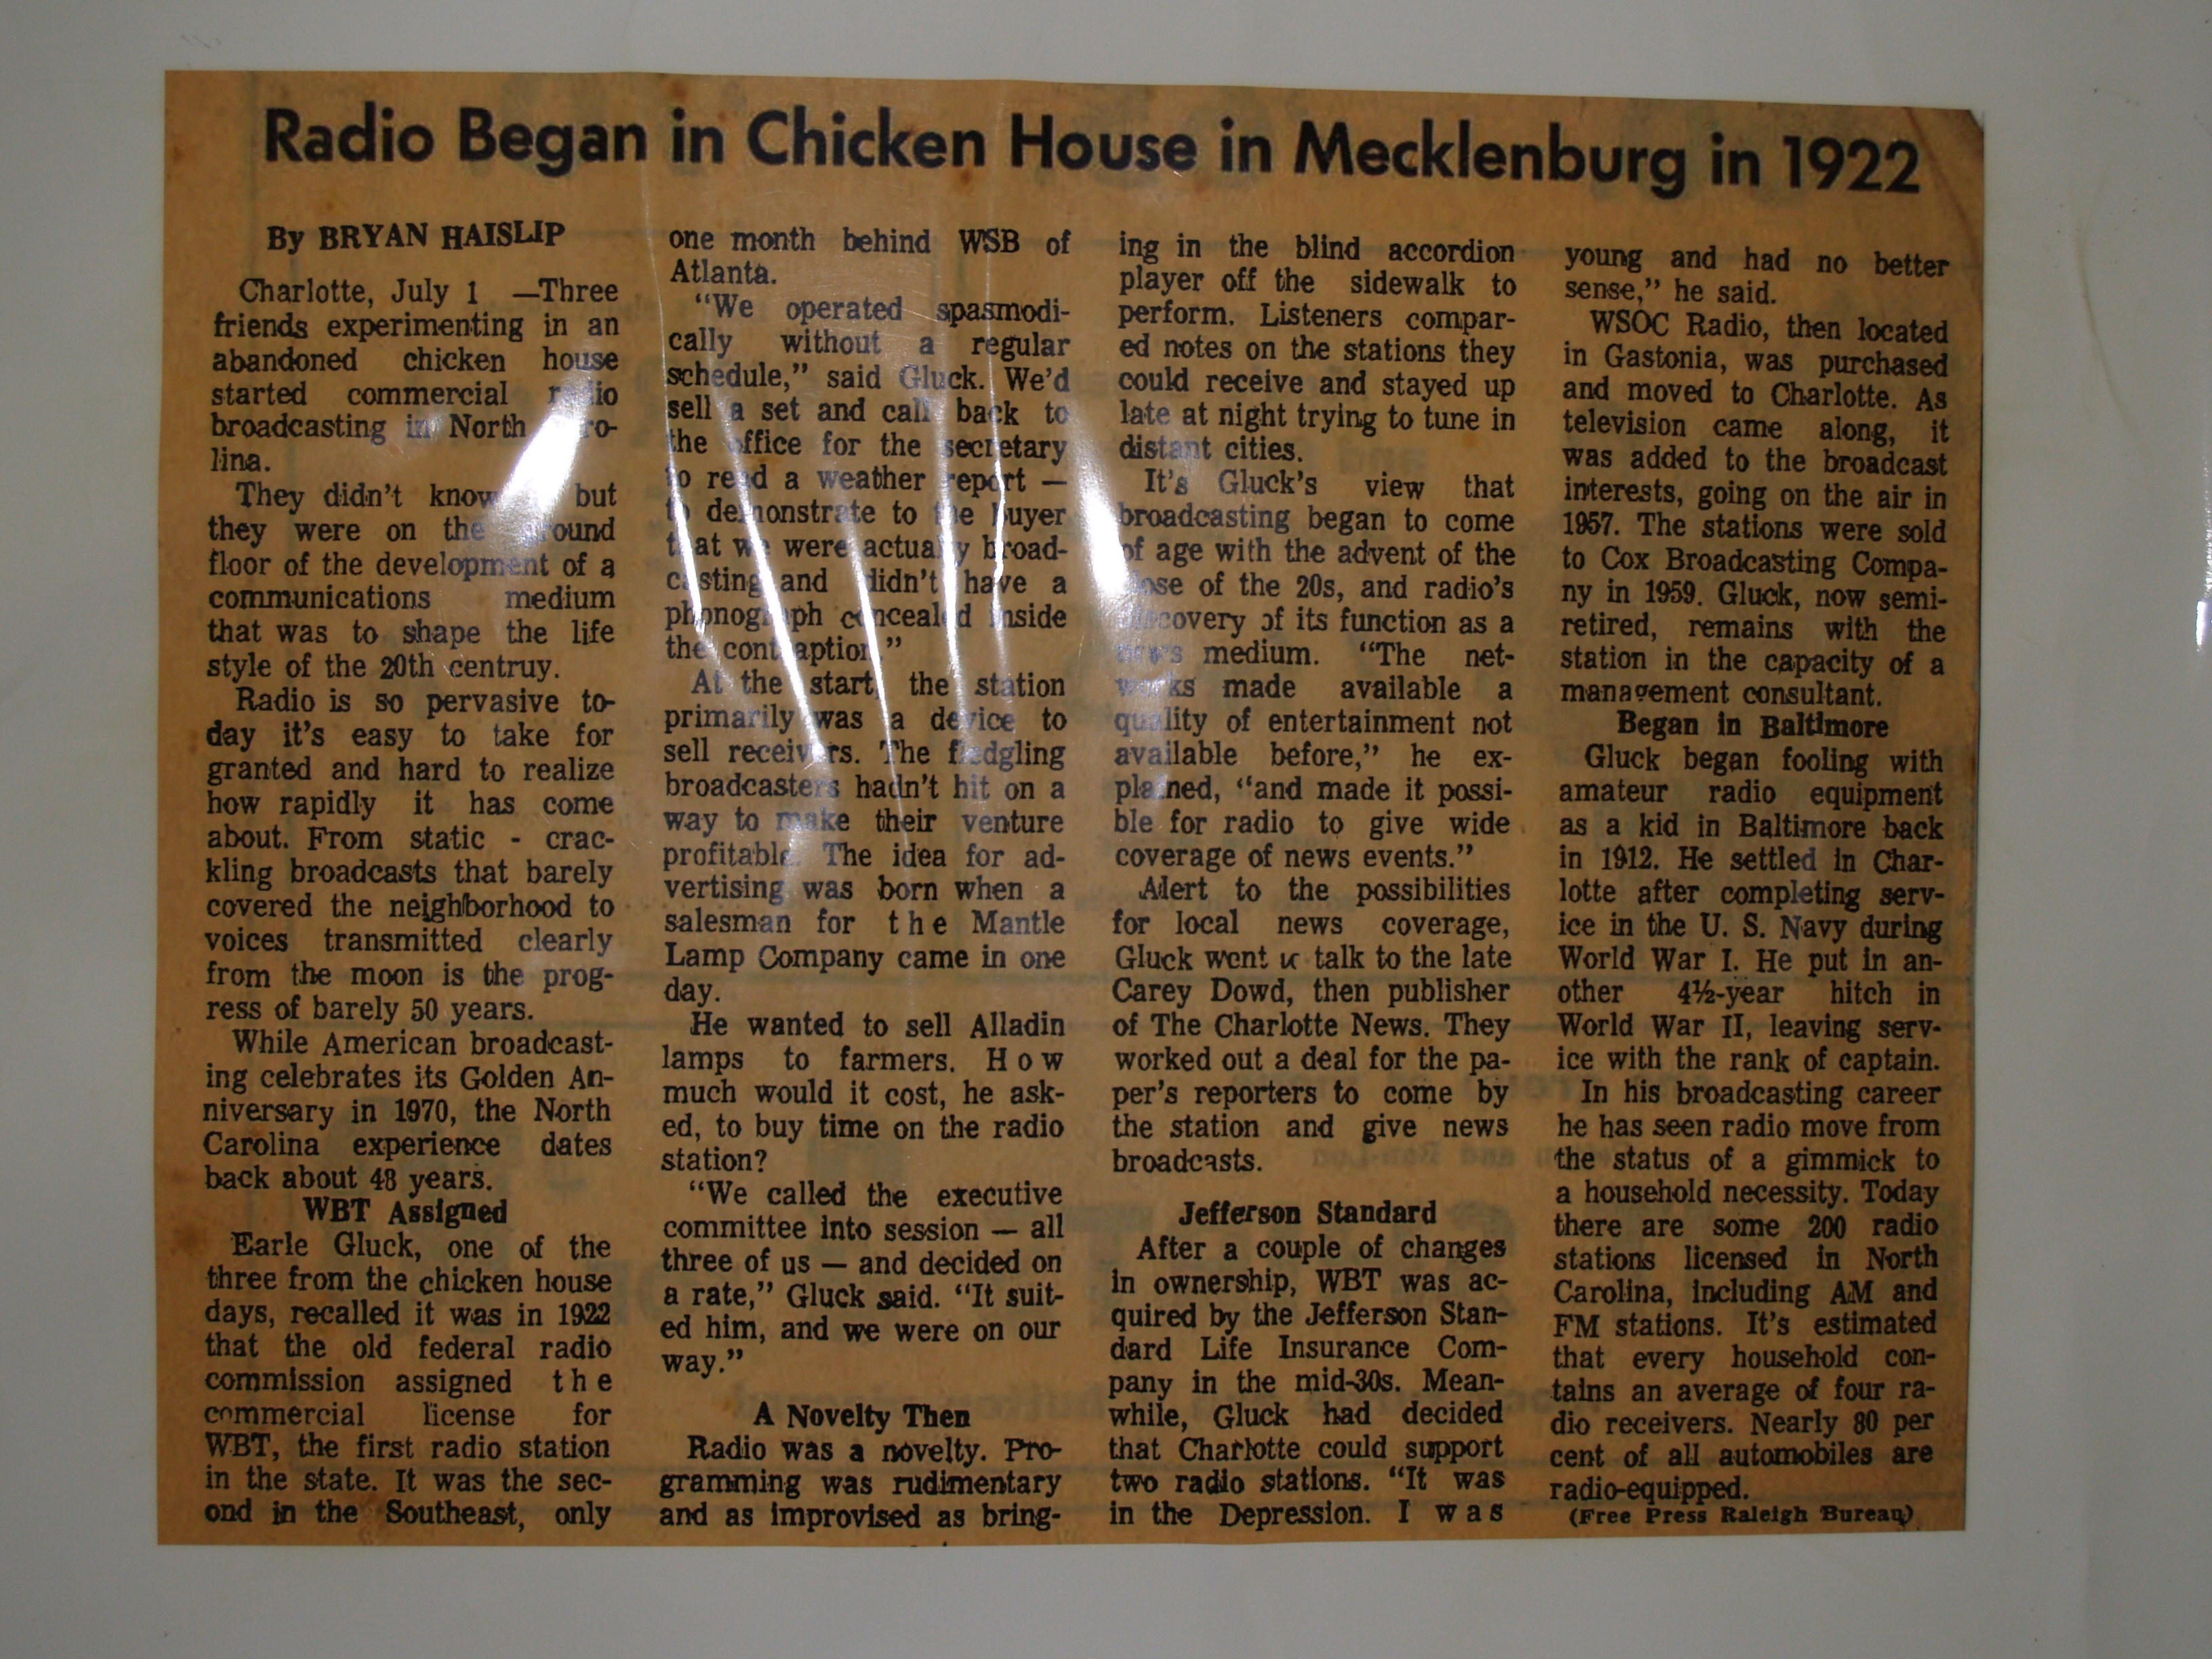 Radio Began in Chicken House in Mecklenburg in 1922
By BRYAN HAISLIP
Charlotte, July 1 —Three
friends experimenting in an
abandoned chicken house
started commercial
broadcasting in North
lina.
They didn't know but
they were on the
floor of the development of a
communications medium
that was to shape the life
style of the 20th centruy.
Radio is so pervasive to-
day it's easy to take for
granted and hard to realize
how rapidly it has come
about. From static - crac-
kling broadcasts that barely
covered the neighborhood to
voices transmitted clearly
from the moon is the prog-
ress of barely 50 years.
While American broadcast-
ing celebrates its Golden An-
niversary in 1970, the North
Carolina experience dates
back about 48 years.
WBT Assigned
Earle Gluck, one of the
three from the chicken house
days, recalled it was in 1922
that the old federal radio
commission assigned the
commercial license for
WBT, the first radio station
in the state. It was the sec-
ond in the Southeast, only
one month behind WSB of
Atlanta.
"We operated spasmodi-
cally without a regular
schedule," said Gluck. We'd
sell a set and call back to
the office for the secretary
to read a weather report —
to demonstrate to the buyer
that we were actually broad-
casting and didn't have a
phonograph concealed inside
the contraption."
At the start, the station
primarily was a device to
sell receivers. The fledgling
broadcasters hadn't hit on a
way to make their venture
profitable. The idea for ad-
vertising was born when a
salesman for the Mantle
Lamp Company came in one
day.
He wanted to sell Alladin
lamps to farmers. How
much would it cost, he ask-
ed, to buy time on the radio
station?
"We called the executive
committee into session — all
three of us — and decided on
a rate," Gluck said. "It suit-
ed him, and we were on our
way."
A Novelty Then
Radio was a novelty. Pro-
gramming was rudimentary
and as improvised as bring-
ing in the blind accordion
player off the sidewalk to
perform. Listeners compar-
ed notes on the stations they
could receive and stayed up
late at night trying to tune in
distant cities.
It's Gluck's view that
broadcasting began to come
of age with the advent of the
close of the 20s, and radio's
discovery of its function as a
news medium. "The net-
works made available a
quality of entertainment not
available before," he ex-
plained, "and made it possi-
ble for radio to give wide
coverage of news events."
Alert to the possibilities
for local news coverage,
Gluck went talk to the late
Carey Dowd, then publisher
of The Charlotte News. They
worked out a deal for the pa-
per's reporters to come by
the station and give news
broadcasts.
Jefferson Standard
After a couple of changes
in ownership, WBT was ac-
quired by the Jefferson Stan-
dard Life Insurance Com-
pany in the mid-30s. Mean-
while, Gluck had decided
that Charlotte could support
two radio stations. "It was
in the Depression. I was
young and had no better
sense," he said.
WSOC Radio, then located
in Gastonia, was purchased
and moved to Charlotte. As
television came along, it
was added to the broadcast
interests, going on the air in
1957. The stations were sold
to Cox Broadcasting Compa-
ny in 1959. Gluck, now semi-
retired, remains with the
station in the capacity of a
management consultant.
Began in Baltimore
Gluck began fooling with
amateur radio equipment
as a kid in Baltimore back
in 1912. He settled in Char-
lotte after completing serv-
ice in the U. S. Navy during
World War I. He put in an-
other 4½-year hitch in
World War II, leaving serv-
ice with the rank of captain.
In his broadcasting career
he has seen radio move from
the status of a gimmick to
a household necessity. Today
there are some 200 radio
stations licensed in North
Carolina, including AM and
FM stations. It's estimated
that every household con-
tains an average of four ra-
dio receivers. Nearly 80 per
cent of all automobiles are
radio-equipped.
(Free Press Raleigh Bureau)